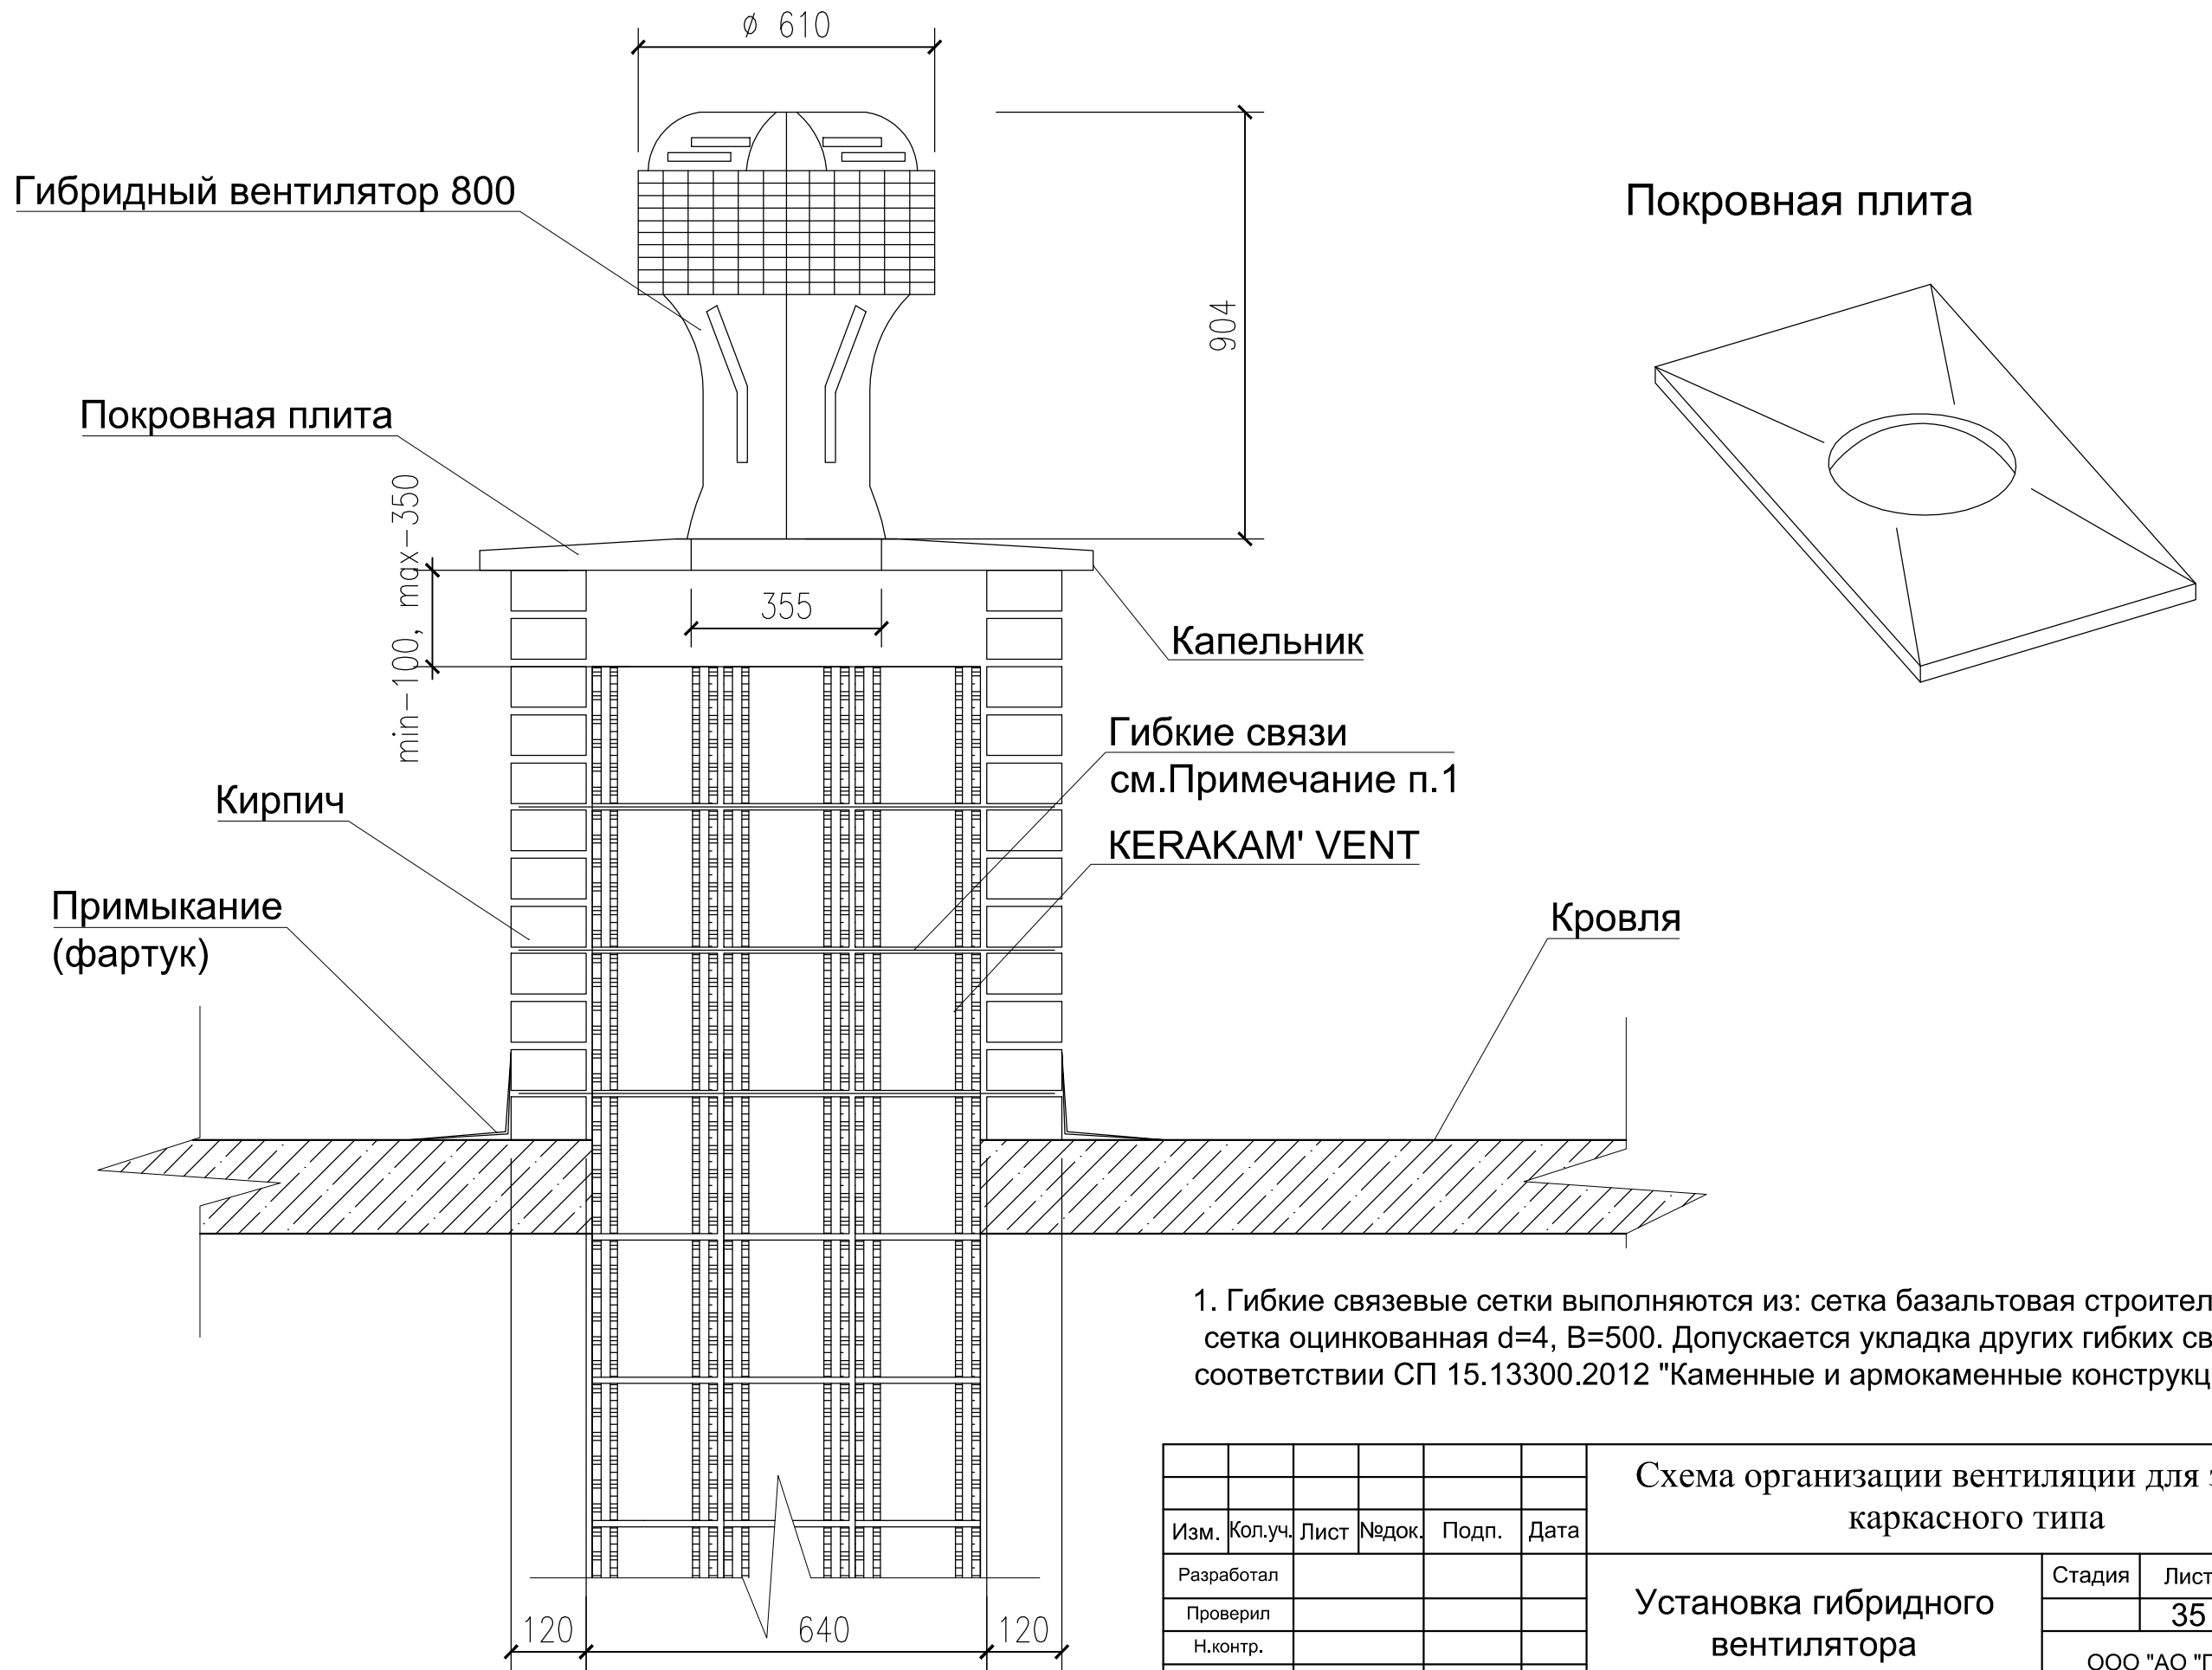 ø 610
Гибридный вентилятор 800
904
Покровная плита
Покровная плита
min-100, max-350
355
Капельник
Гибкие связи
см.Примечание п.1
KERAKAM' VENT
Кирпич
Примыкание
(фартук)
Кровля
1. Гибкие связевые сетки выполняются из: сетка базальтовая
сетка оцинкованная d=4, B=500. Допускается укладка других гибких
соответствии СП 15.13300.2012 "Каменные и армокаменные
120
640
120
Схема организации вентиляции для
каркасного типа
Изм. Кол.уч. Лист №док. Подп. Дата
Разработал
Проверил
Н.контр.
Установка гибридного
вентилятора
Стадия Лист
35
ООО "АО